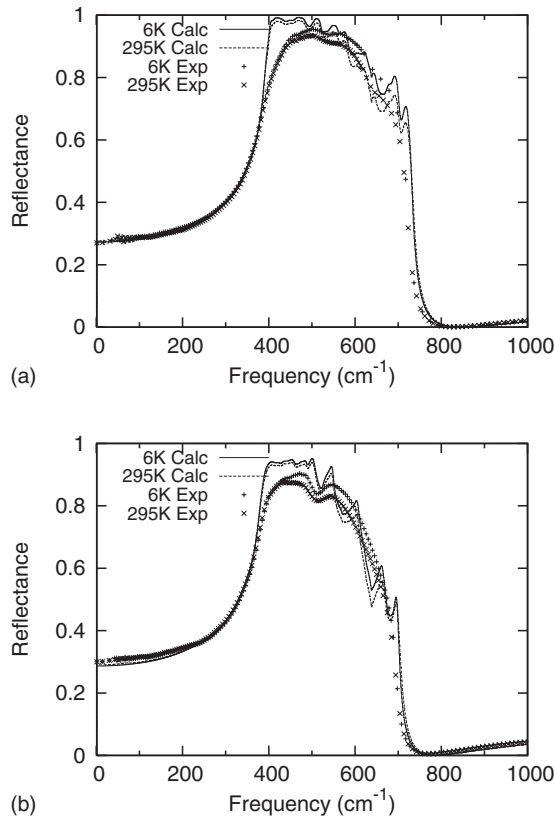 1
0.8
0.6
0.4
0.2
0
Reflectance
6K Calc
295K Calc
6K Exp
295K Exp
0 200 400 600 800 1000
(a) Frequency (cm⁻¹)
1
0.8
0.6
0.4
0.2
0
Reflectance
6K Calc
295K Calc
6K Exp
295K Exp
0 200 400 600 800 1000
(b) Frequency (cm⁻¹)